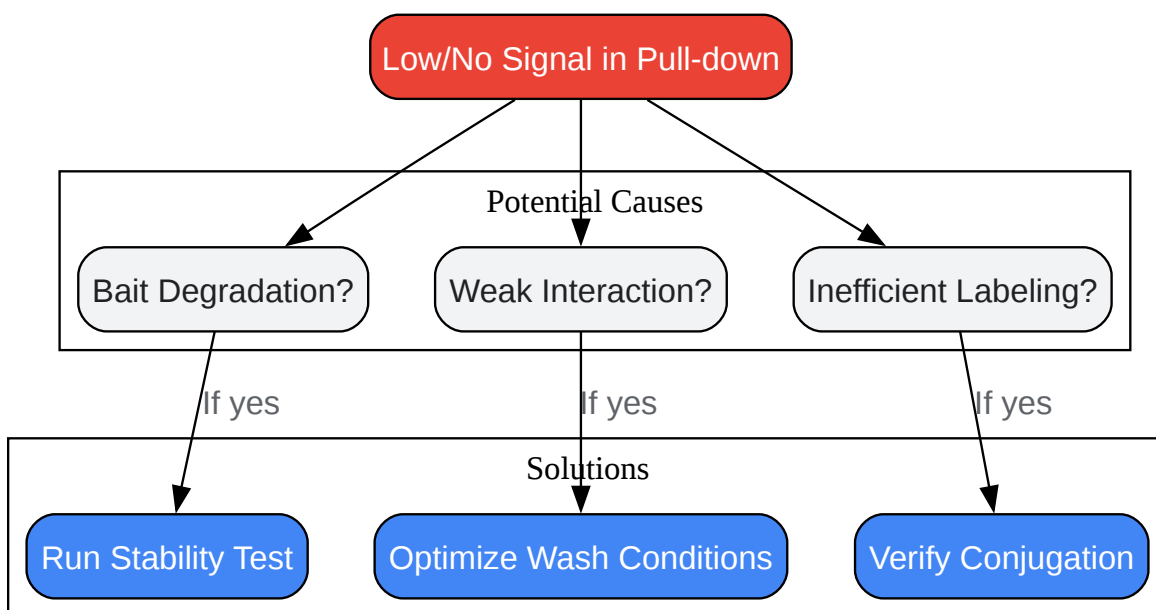 Low/No Signal in Pull-down
Potential Causes
Bait Degradation?
Weak Interaction?
Inefficient Labeling?
If yes
If yes
If yes
Solutions
Run Stability Test
Optimize Wash Conditions
Verify Conjugation